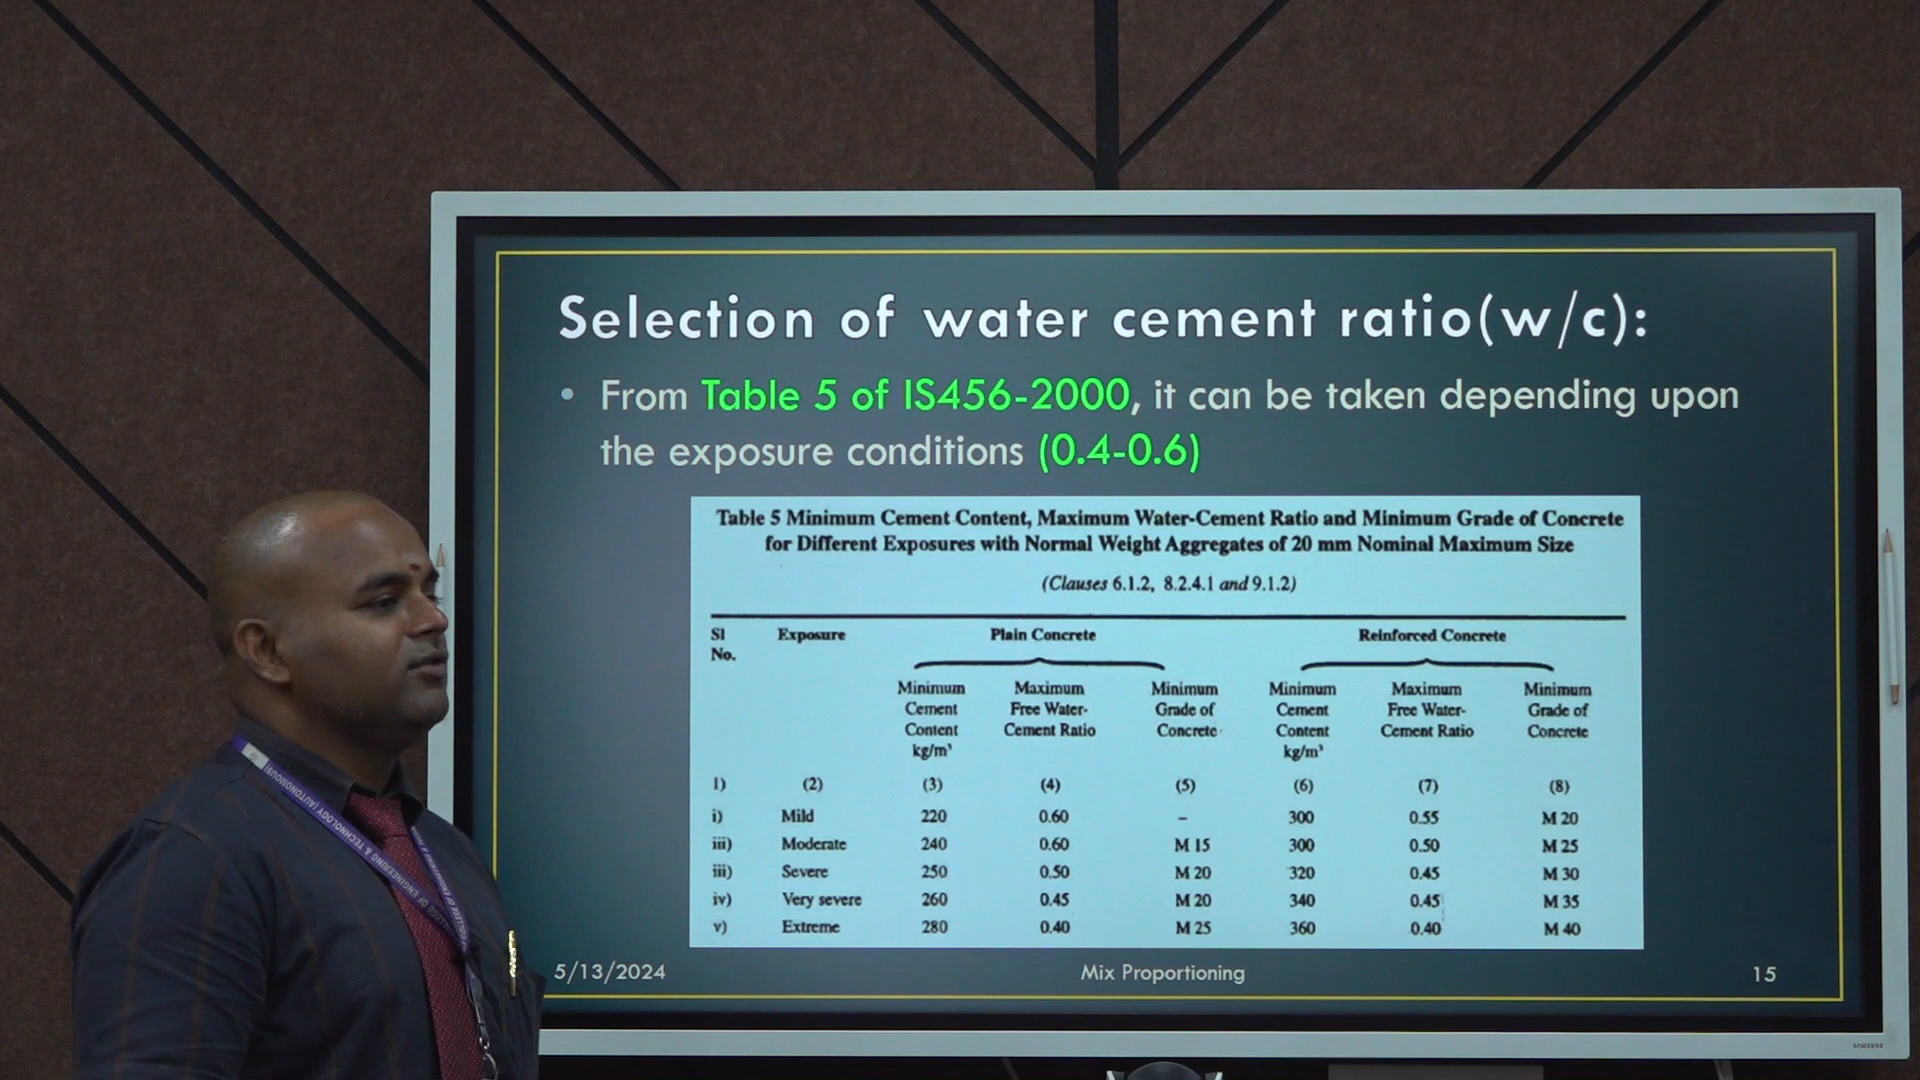 Selection of water cement ratio(w/c):
• From Table 5 of IS456-2000, it can be taken depending upon
the exposure conditions (0.4-0.6)
Table 5 Minimum Cement Content, Maximum Water-Cement Ratio and Minimum Grade of Concrete
for Different Exposures with Normal Weight Aggregates of 20 mm Nominal Maximum Size
(Clauses 6.1.2, 8.2.4.1 and 9.1.2)
Sl No. Exposure Plain Concrete Reinforced Concrete
Minimum Maximum Minimum Minimum Maximum Minimum
Cement Free Water- Grade of Cement Free Water- Grade of
Content Cement Ratio Concrete Content Cement Ratio Concrete
kg/m³ kg/m³
1) (2) (3) (4) (5) (6) (7) (8)
i) Mild 220 0.60 – 300 0.55 M 20
iii) Moderate 240 0.60 M 15 300 0.50 M 25
iii) Severe 250 0.50 M 20 320 0.45 M 30
iv) Very severe 260 0.45 M 20 340 0.45 M 35
v) Extreme 280 0.40 M 25 360 0.40 M 40
5/13/2024 Mix Proportioning 15
SAMSUNG
COLLEGE OF ENGINEERING & TECHNOLOGY (AUTONOMOUS)